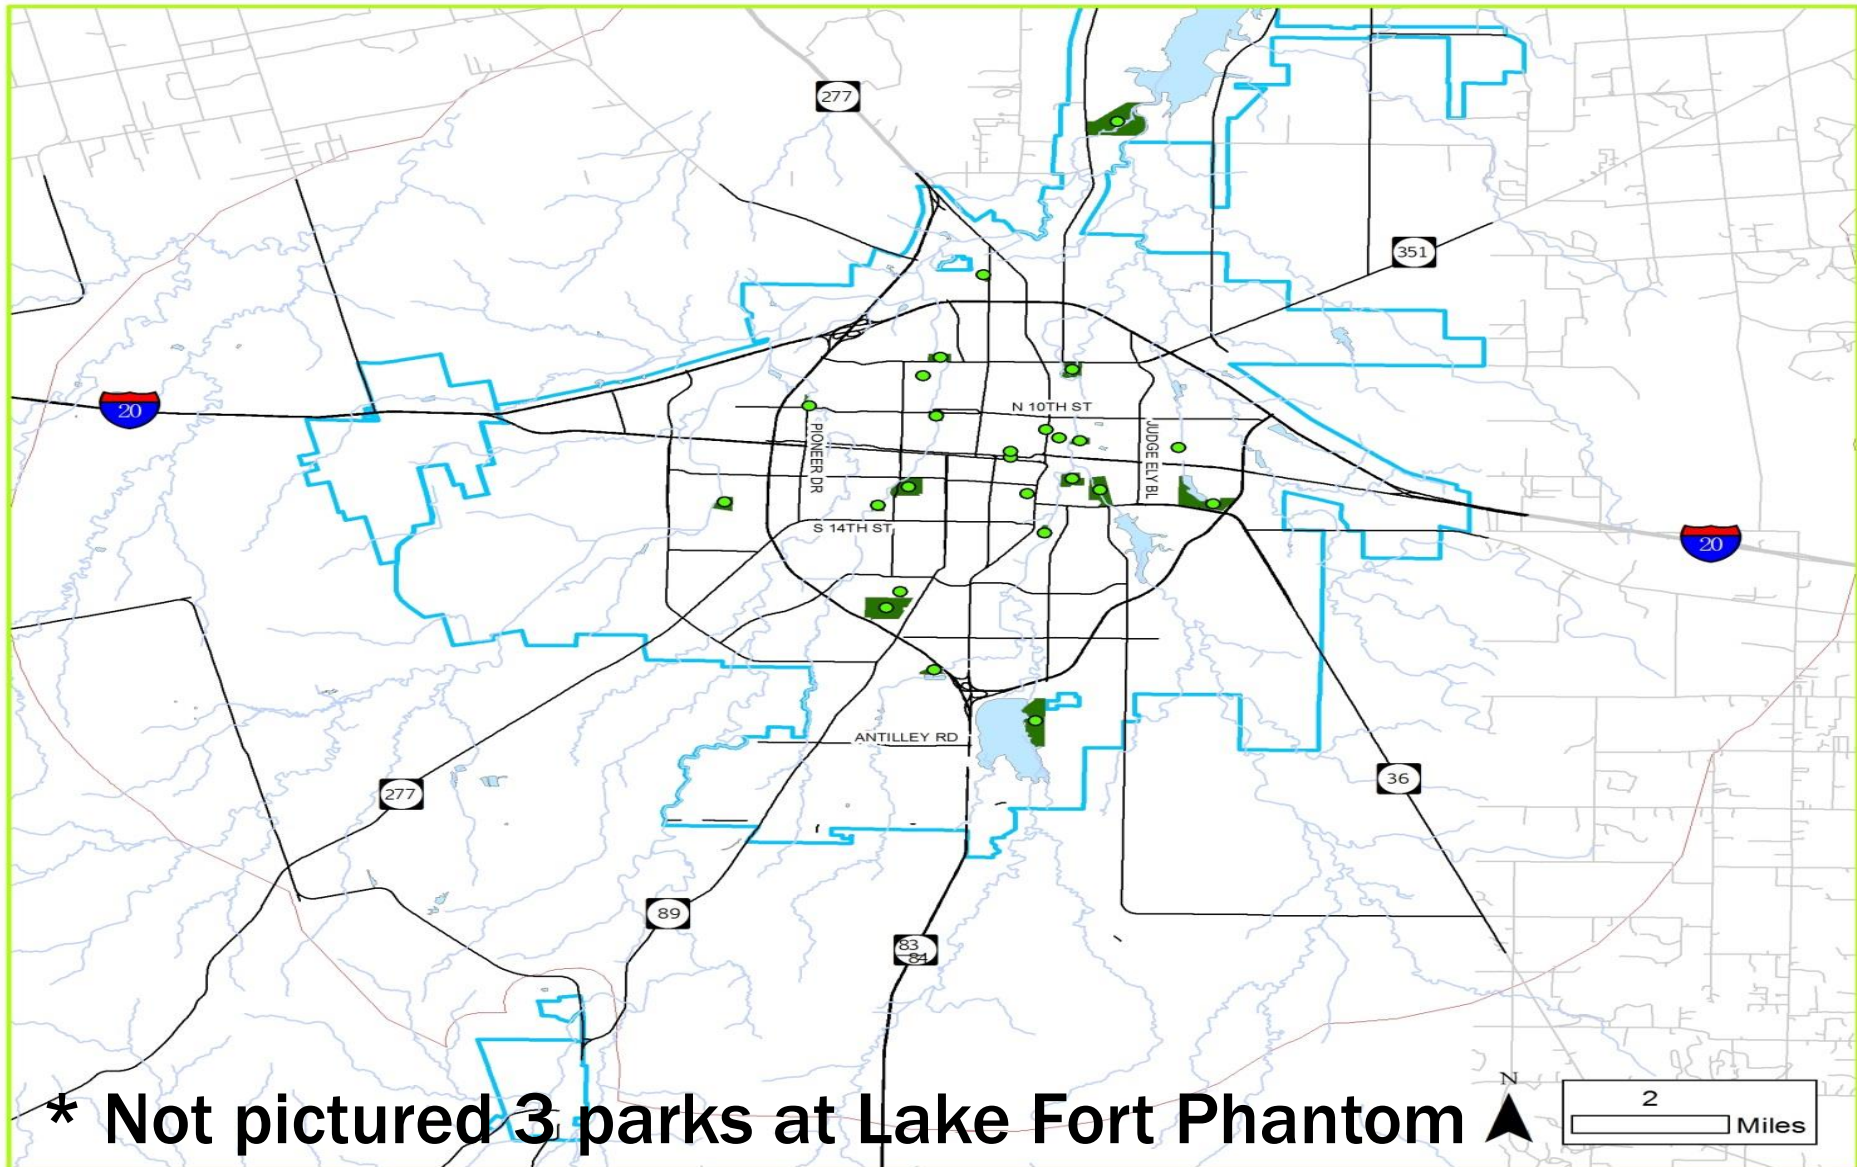 277
351
20
N 10TH ST
PIONEER DR
JUDGE ELY BL
S 14TH ST
20
ANTILLEY RD
277
36
89
83
84
N
2
Miles
* Not pictured 3 parks at Lake Fort Phantom